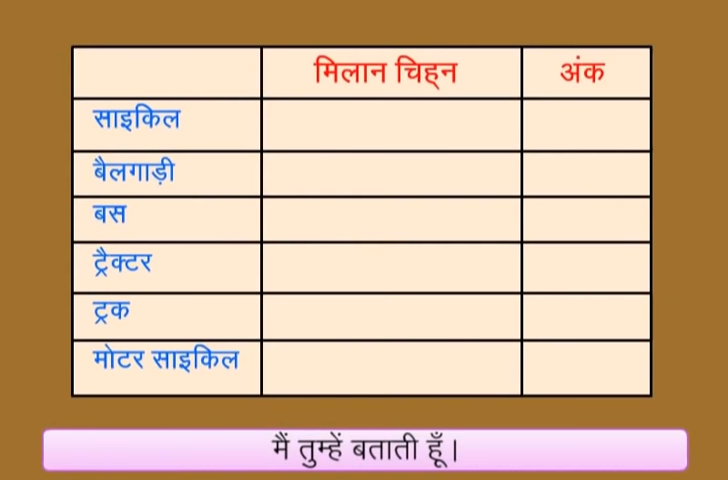 मिलान चिह्न अंक
साइकिल
बैलगाड़ी
बस
ट्रैक्टर
ट्रक
मोटर साइकिल
मैं तुम्हें बताती हूँ।